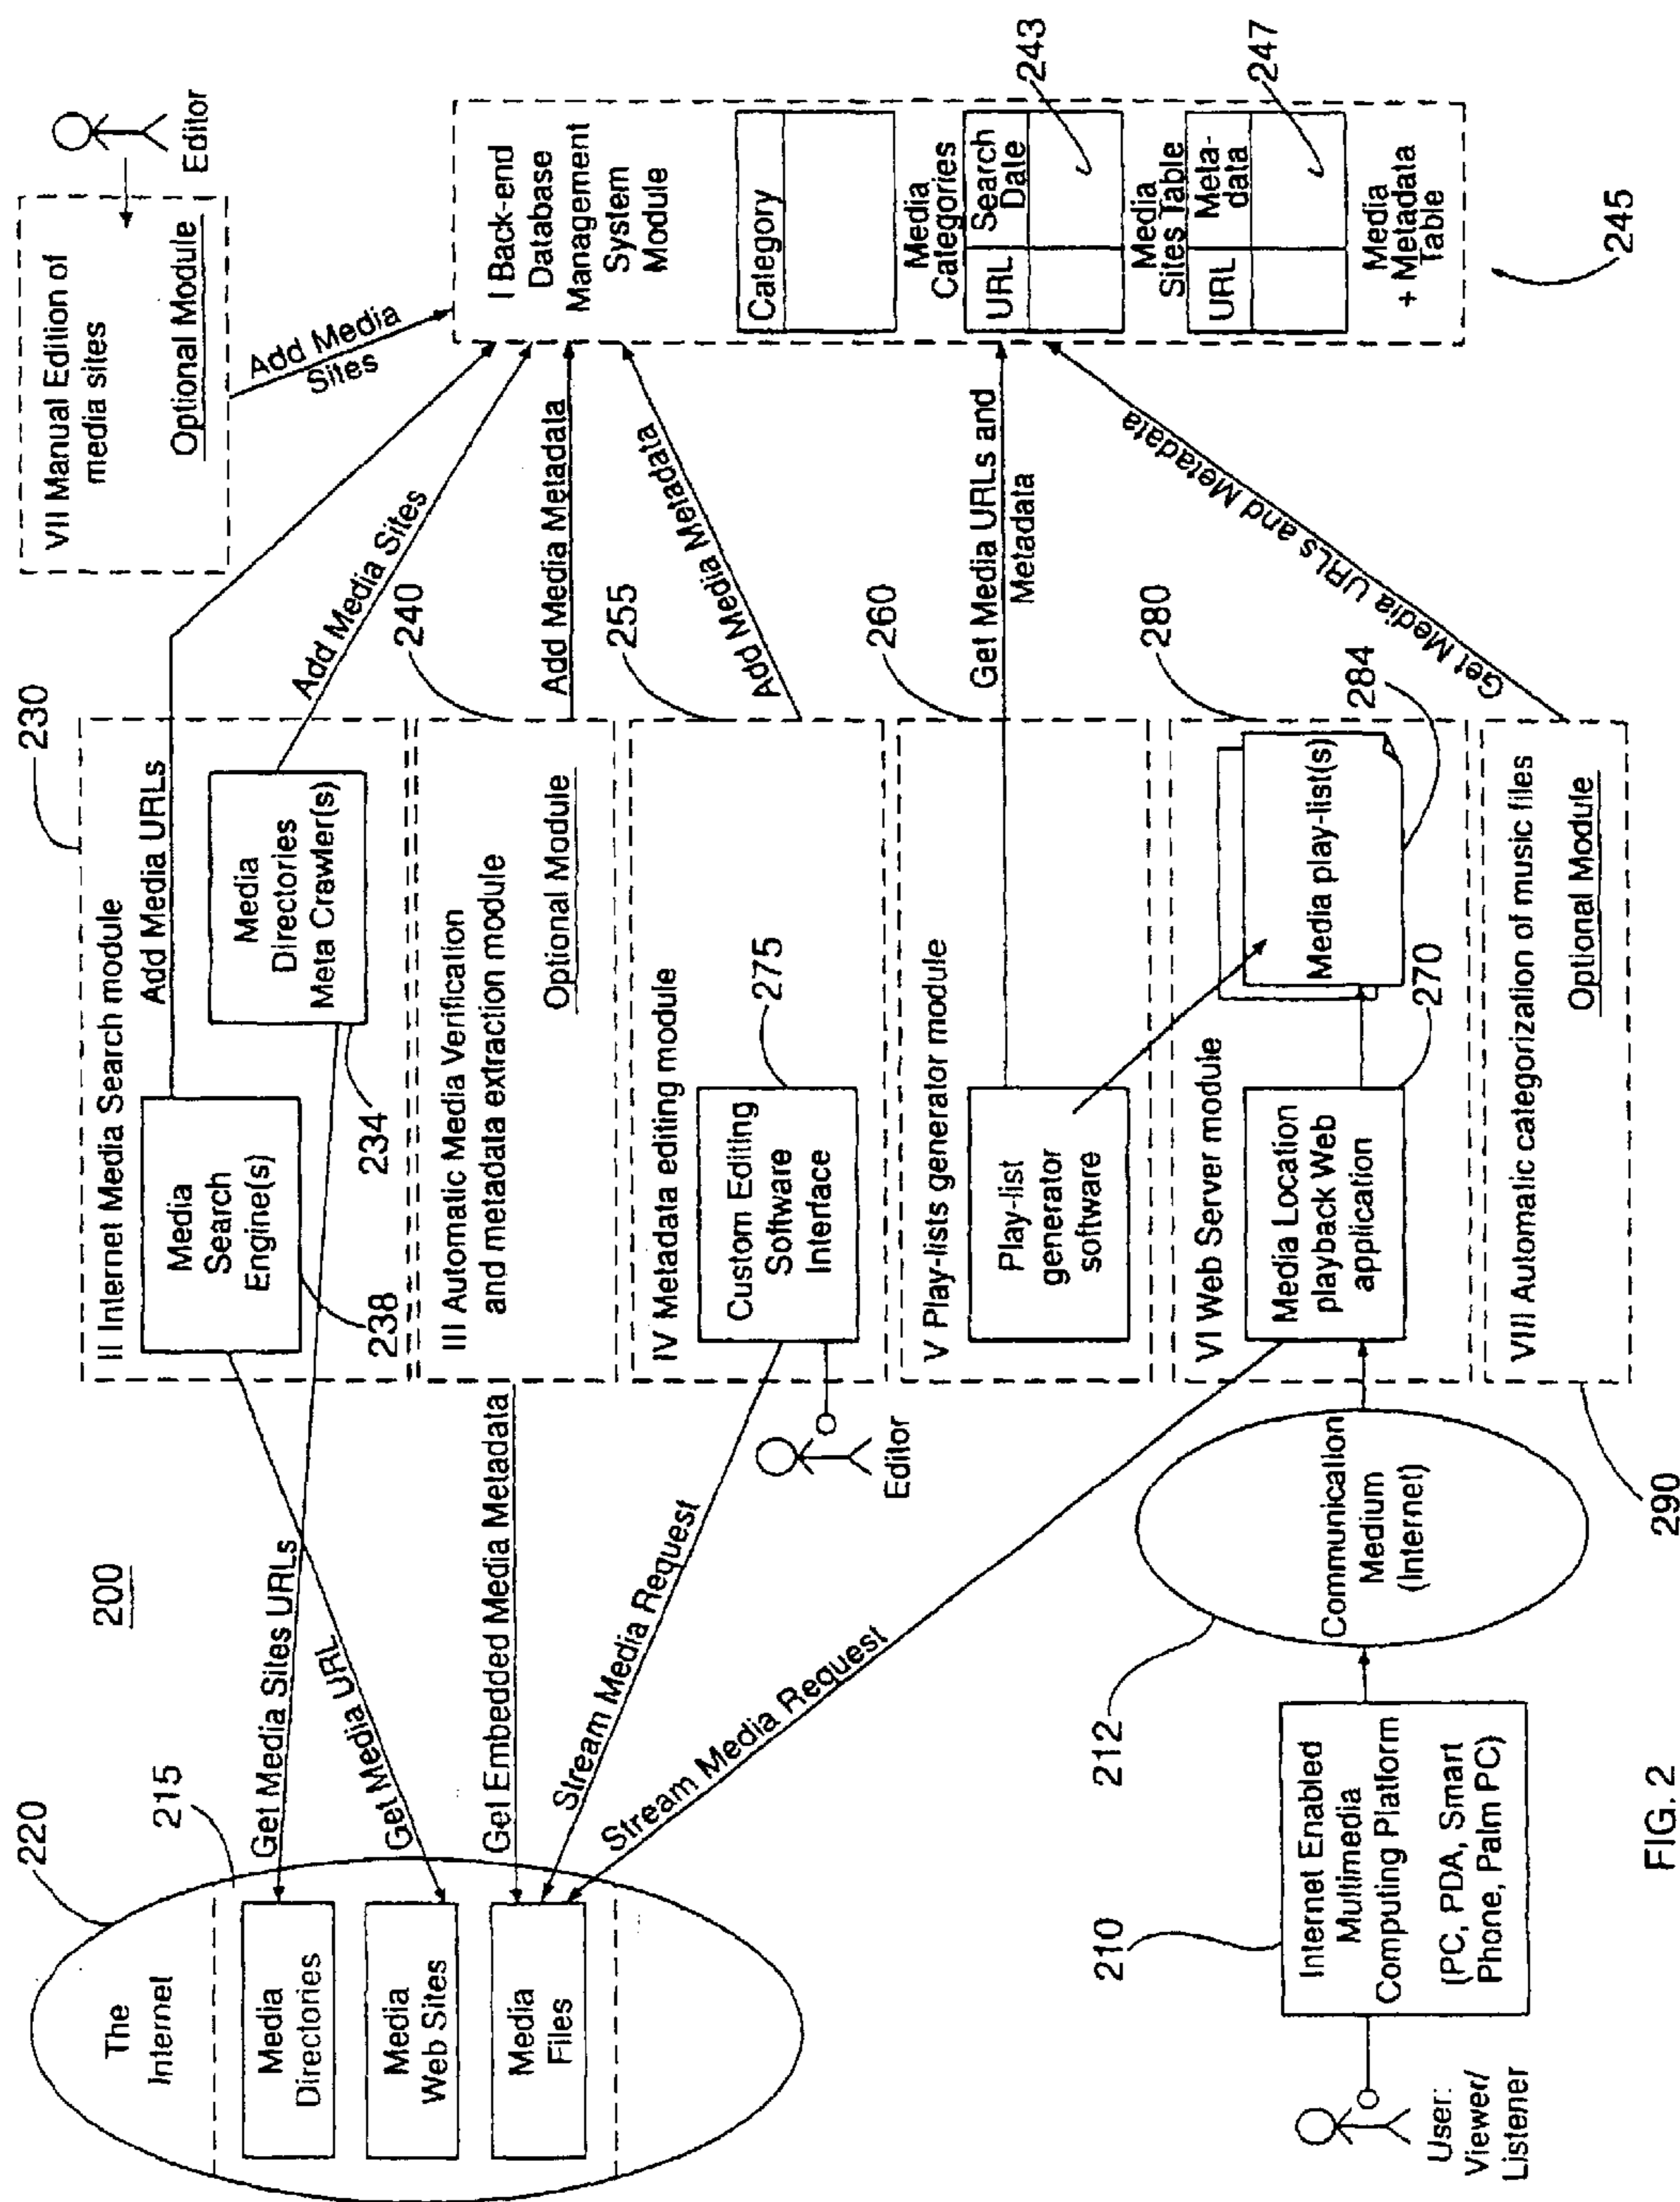 200
220
The
Internet
215
Media
Directories
Media
Web Sites
Media
Files
Get Media Sites URLs
Get Media URL
Get Embedded Media Metadata
Stream Media Request
Stream Media Request
230
II Internet Media Search module
Media
Search
Engine(s)
238
Add Media URLs
Media
Directories
Meta Crawler(s)
234
Add Media Sites
240
III Automatic Media Verification
and metadata extraction module
Optional Module
Add Media Metadata
255
IV Metadata editing module
Custom Editing
Software
Interface
275
Editor
Add Media Metadata
260
V Play-lists generator module
Play-list
generator
software
Get Media URLs and
Metadata
280
VI Web Server module
Media Location
playback Web
application
270
Media play-list(s)
284
Get Media URLs and Metadata
VIII Automatic categorization of music files
Optional Module
290
VII Manual Edition of
media sites
Optional Module
Editor
Add Media
Sites
I Back-end
Database
Management
System
Module
Category
Media
Categories
URL
Search
Date
243
Media
Sites Table
URL
Meta-
data
247
Media
+ Metadata
Table
245
User:
Viewer/
Listener
210
Internet Enabled
Multimedia
Computing Platform
(PC, PDA, Smart
Phone, Palm PC)
212
Communication
Medium
(Internet)
FIG. 2